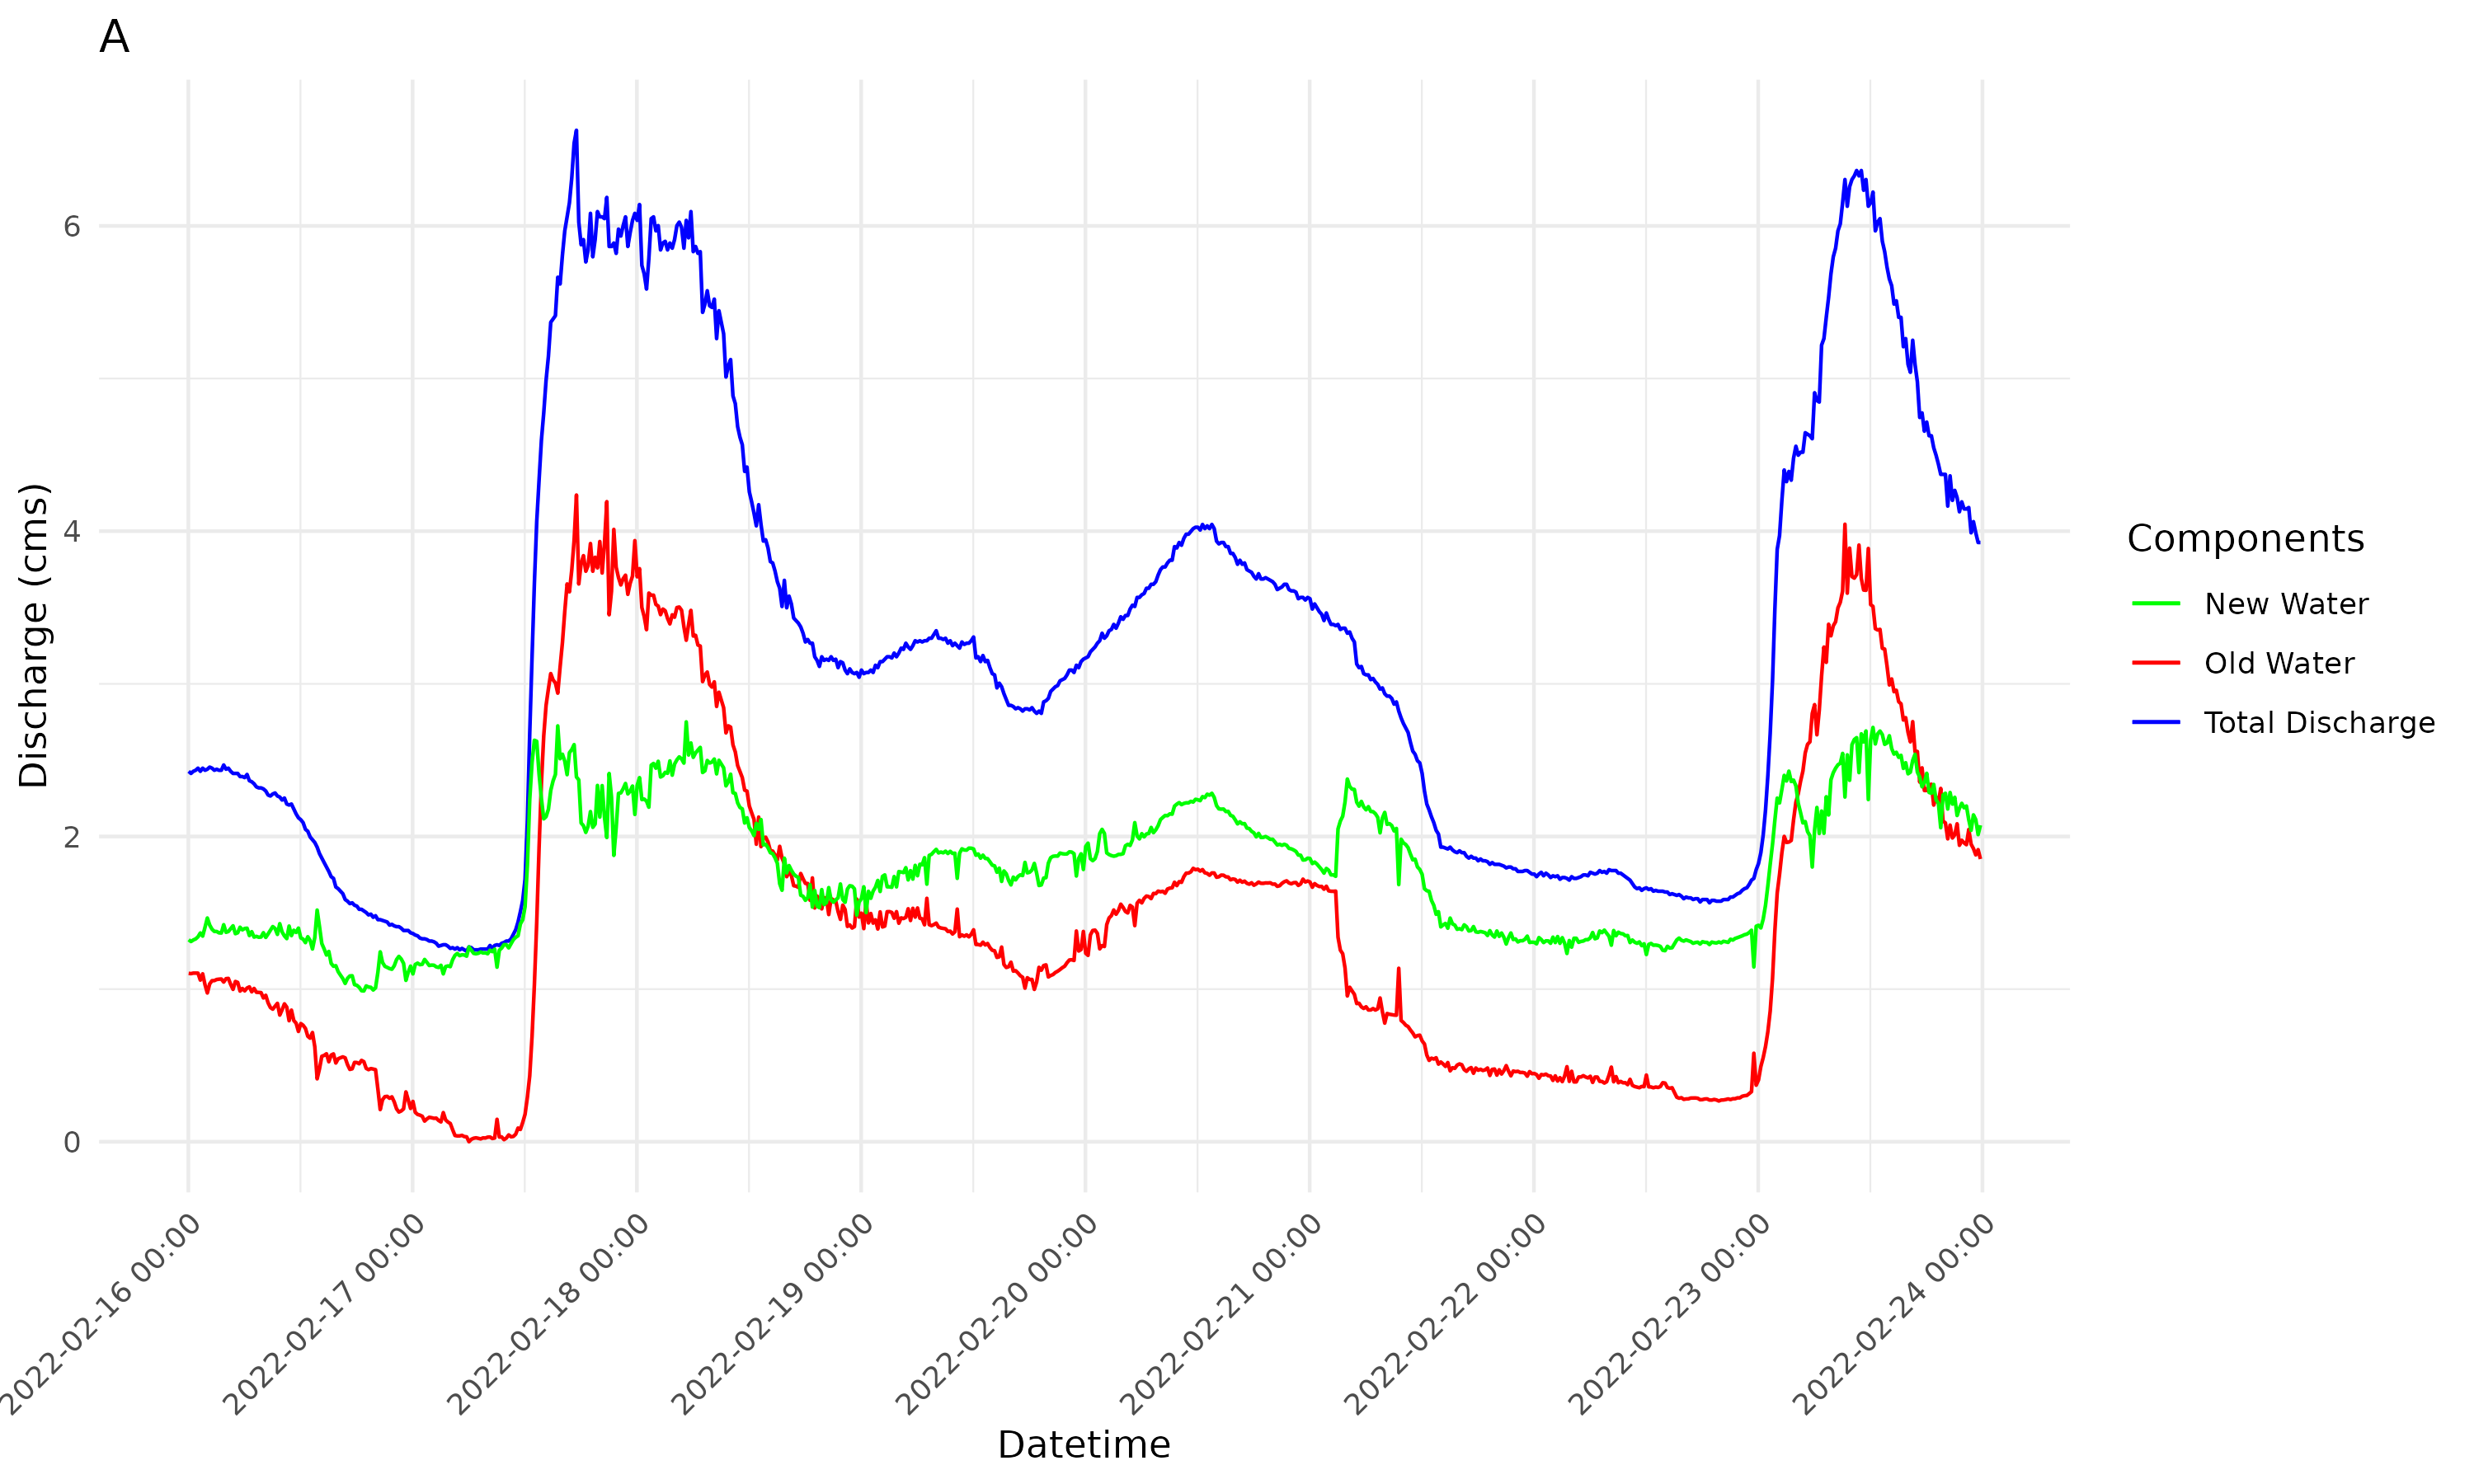 A
Discharge (cms)
6
4
2
0
2022-02-16 00:00
2022-02-17 00:00
2022-02-18 00:00
2022-02-19 00:00
2022-02-20 00:00
2022-02-21 00:00
2022-02-22 00:00
2022-02-23 00:00
2022-02-24 00:00
Datetime
Components
New Water
Old Water
Total Discharge